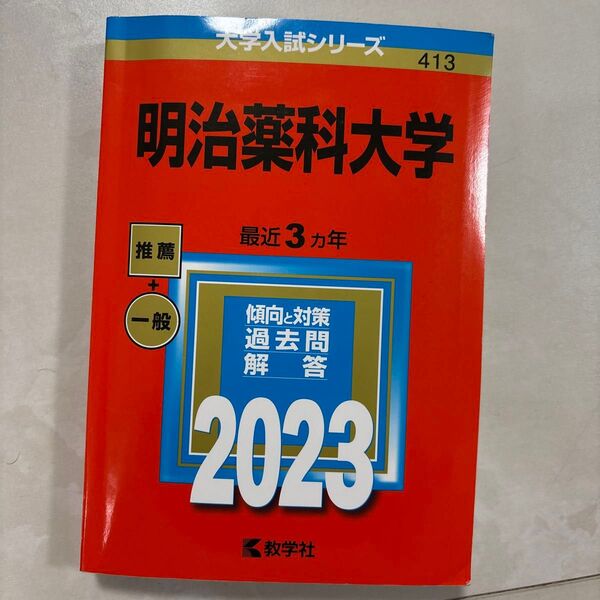 大学入試シリーズ
413
明治薬科大学
最近3ヵ年
推薦
+
一般
傾向と対策
過去問
解答
2023
教学社